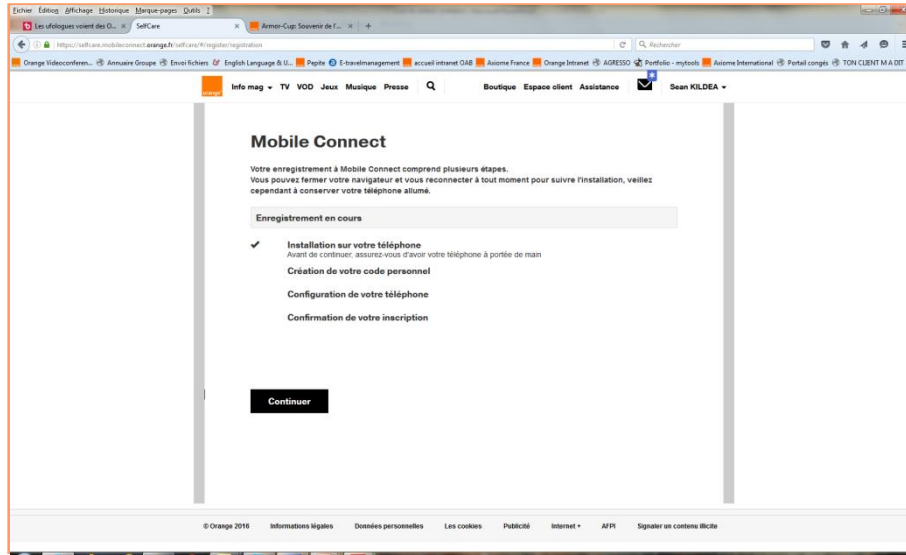 Fichier Édition Affichage Historique Marque-pages Outils ?
Les ufologues voient des O... SelfCare Armor-Cup: Souvenir de l'...
https://selfcare.mobileconnect.orange.fr/selfcare/#/register/registration Rechercher
Orange Videoconferen... Annuaire Groupe Envoi fichiers English Language & U... Pepite E-travelmanagement accueil intranet OAB Axiome France Orange Intranet AGRESSO Portfolio - mytools Axiome International Portail congés TON CLIENT M A DIT
Info mag TV VOD Jeux Musique Presse Boutique Espace client Assistance Sean KILDEA
Mobile Connect
Votre enregistrement à Mobile Connect comprend plusieurs étapes.
Vous pouvez fermer votre navigateur et vous reconnecter à tout moment pour suivre l'installation, veillez
cependant à conserver votre téléphone allumé.
Enregistrement en cours
Installation sur votre téléphone
Avant de continuer, assurez-vous d'avoir votre téléphone à portée de main
Création de votre code personnel
Configuration de votre téléphone
Confirmation de votre inscription
Continuer
© Orange 2016 Informations légales Données personnelles Les cookies Publicité Internet + AFPI Signaler un contenu illicite